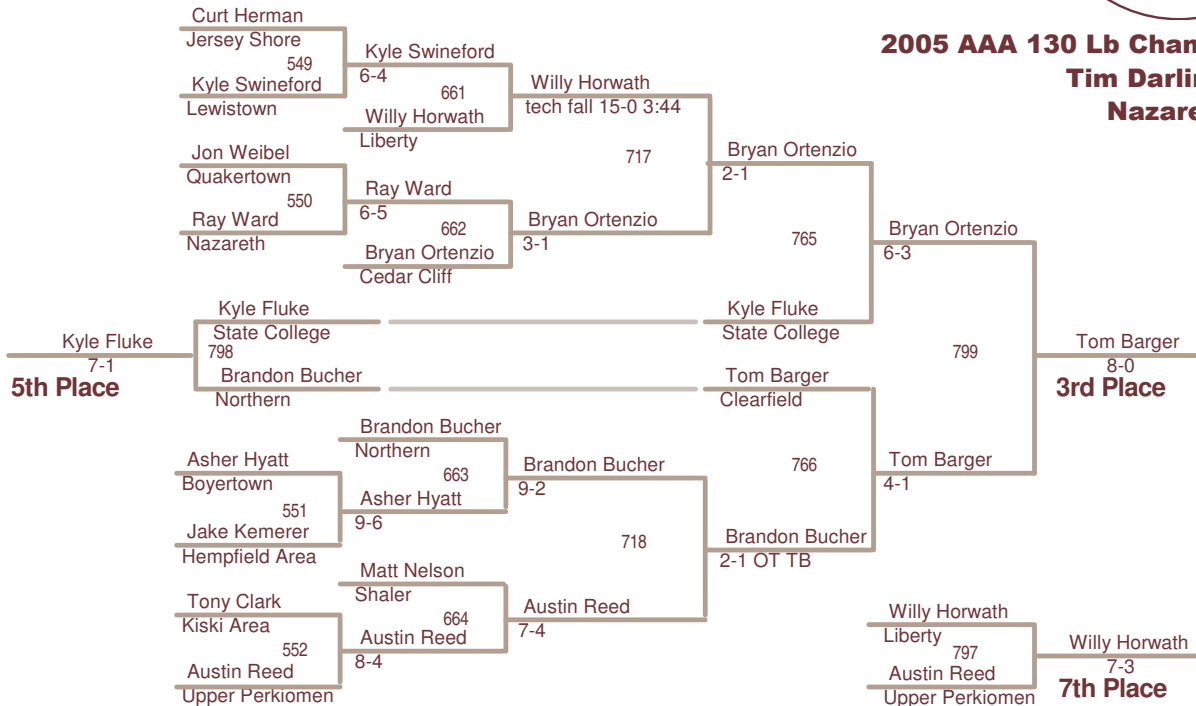 Curt Herman
Jersey Shore
549
Kyle Swineford
Lewistown
Kyle Swineford
6-4
661
Willy Horwath
Liberty
Willy Horwath
tech fall 15-0 3:44
2005 AAA 130 Lb
Nazare
Jon Weibel
Quakertown
550
Ray Ward
Nazareth
Ray Ward
6-5
662
Bryan Ortenzio
Cedar Cliff
Bryan Ortenzio
3-1
717
Bryan Ortenzio
2-1
765
Bryan Ortenzio
6-3
Kyle Fluke
State College
Kyle Fluke
State College
Kyle Fluke
7-1
5th Place
798
Brandon Bucher
Northern
Tom Barger
Clearfield
799
Tom Barger
8-0
3rd Place
Brandon Bucher
Northern
663
Asher Hyatt
Boyertown
551
Jake Kemerer
Hempfield Area
Asher Hyatt
9-6
Brandon Bucher
9-2
766
Tom Barger
4-1
718
Brandon Bucher
2-1 OT TB
Matt Nelson
Shaler
664
Tony Clark
Kiski Area
552
Austin Reed
Upper Perkiomen
Austin Reed
8-4
Austin Reed
7-4
Willy Horwath
Liberty
797
Austin Reed
Upper Perkiomen
Willy Horwath
7-3
7th Place